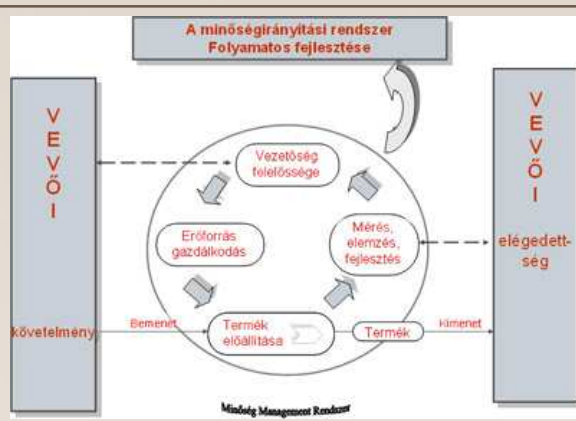 A minőségirányítási rendszer
Folyamatos fejlesztése
V
E
V
Ő
I
követelmény
Vezetőség
felelőssége
Erőforrás
gazdálkodás
Mérés,
elemzés,
fejlesztés
Bemenet
Termék
előállítása
Termék
Kimenet
V
E
V
Ő
I
elégedett-
ség
Minőség Management Rendszer